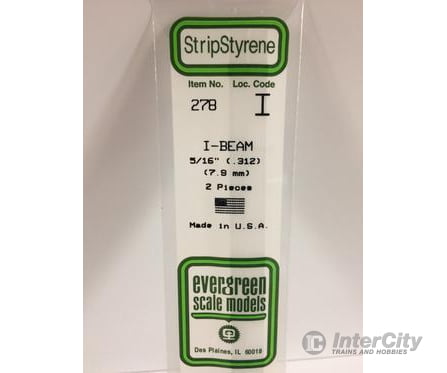 StripStyrene
Item No. Loc. Code
278 I
I-BEAM
5/16" (.312)
(7.9 mm)
2 Pieces
Made in U.S.A.
evergreen
scale models
Des Plaines, IL 60018
IC InterCity
TRAINS AND HOBBIES